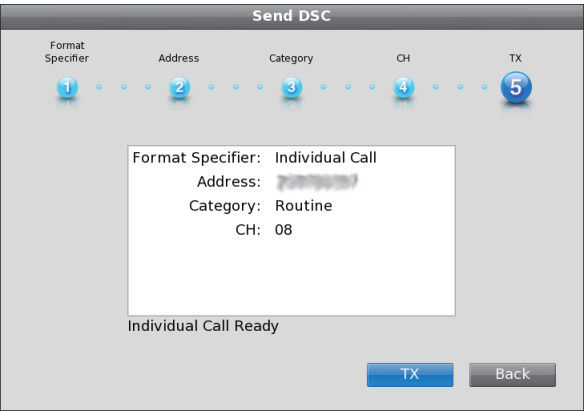 Send DSC
Format
Specifier
Address
Category
CH
TX
1
2
3
4
5
Format Specifier: Individual Call
Address:
Category: Routine
CH: 08
Individual Call Ready
TX
Back